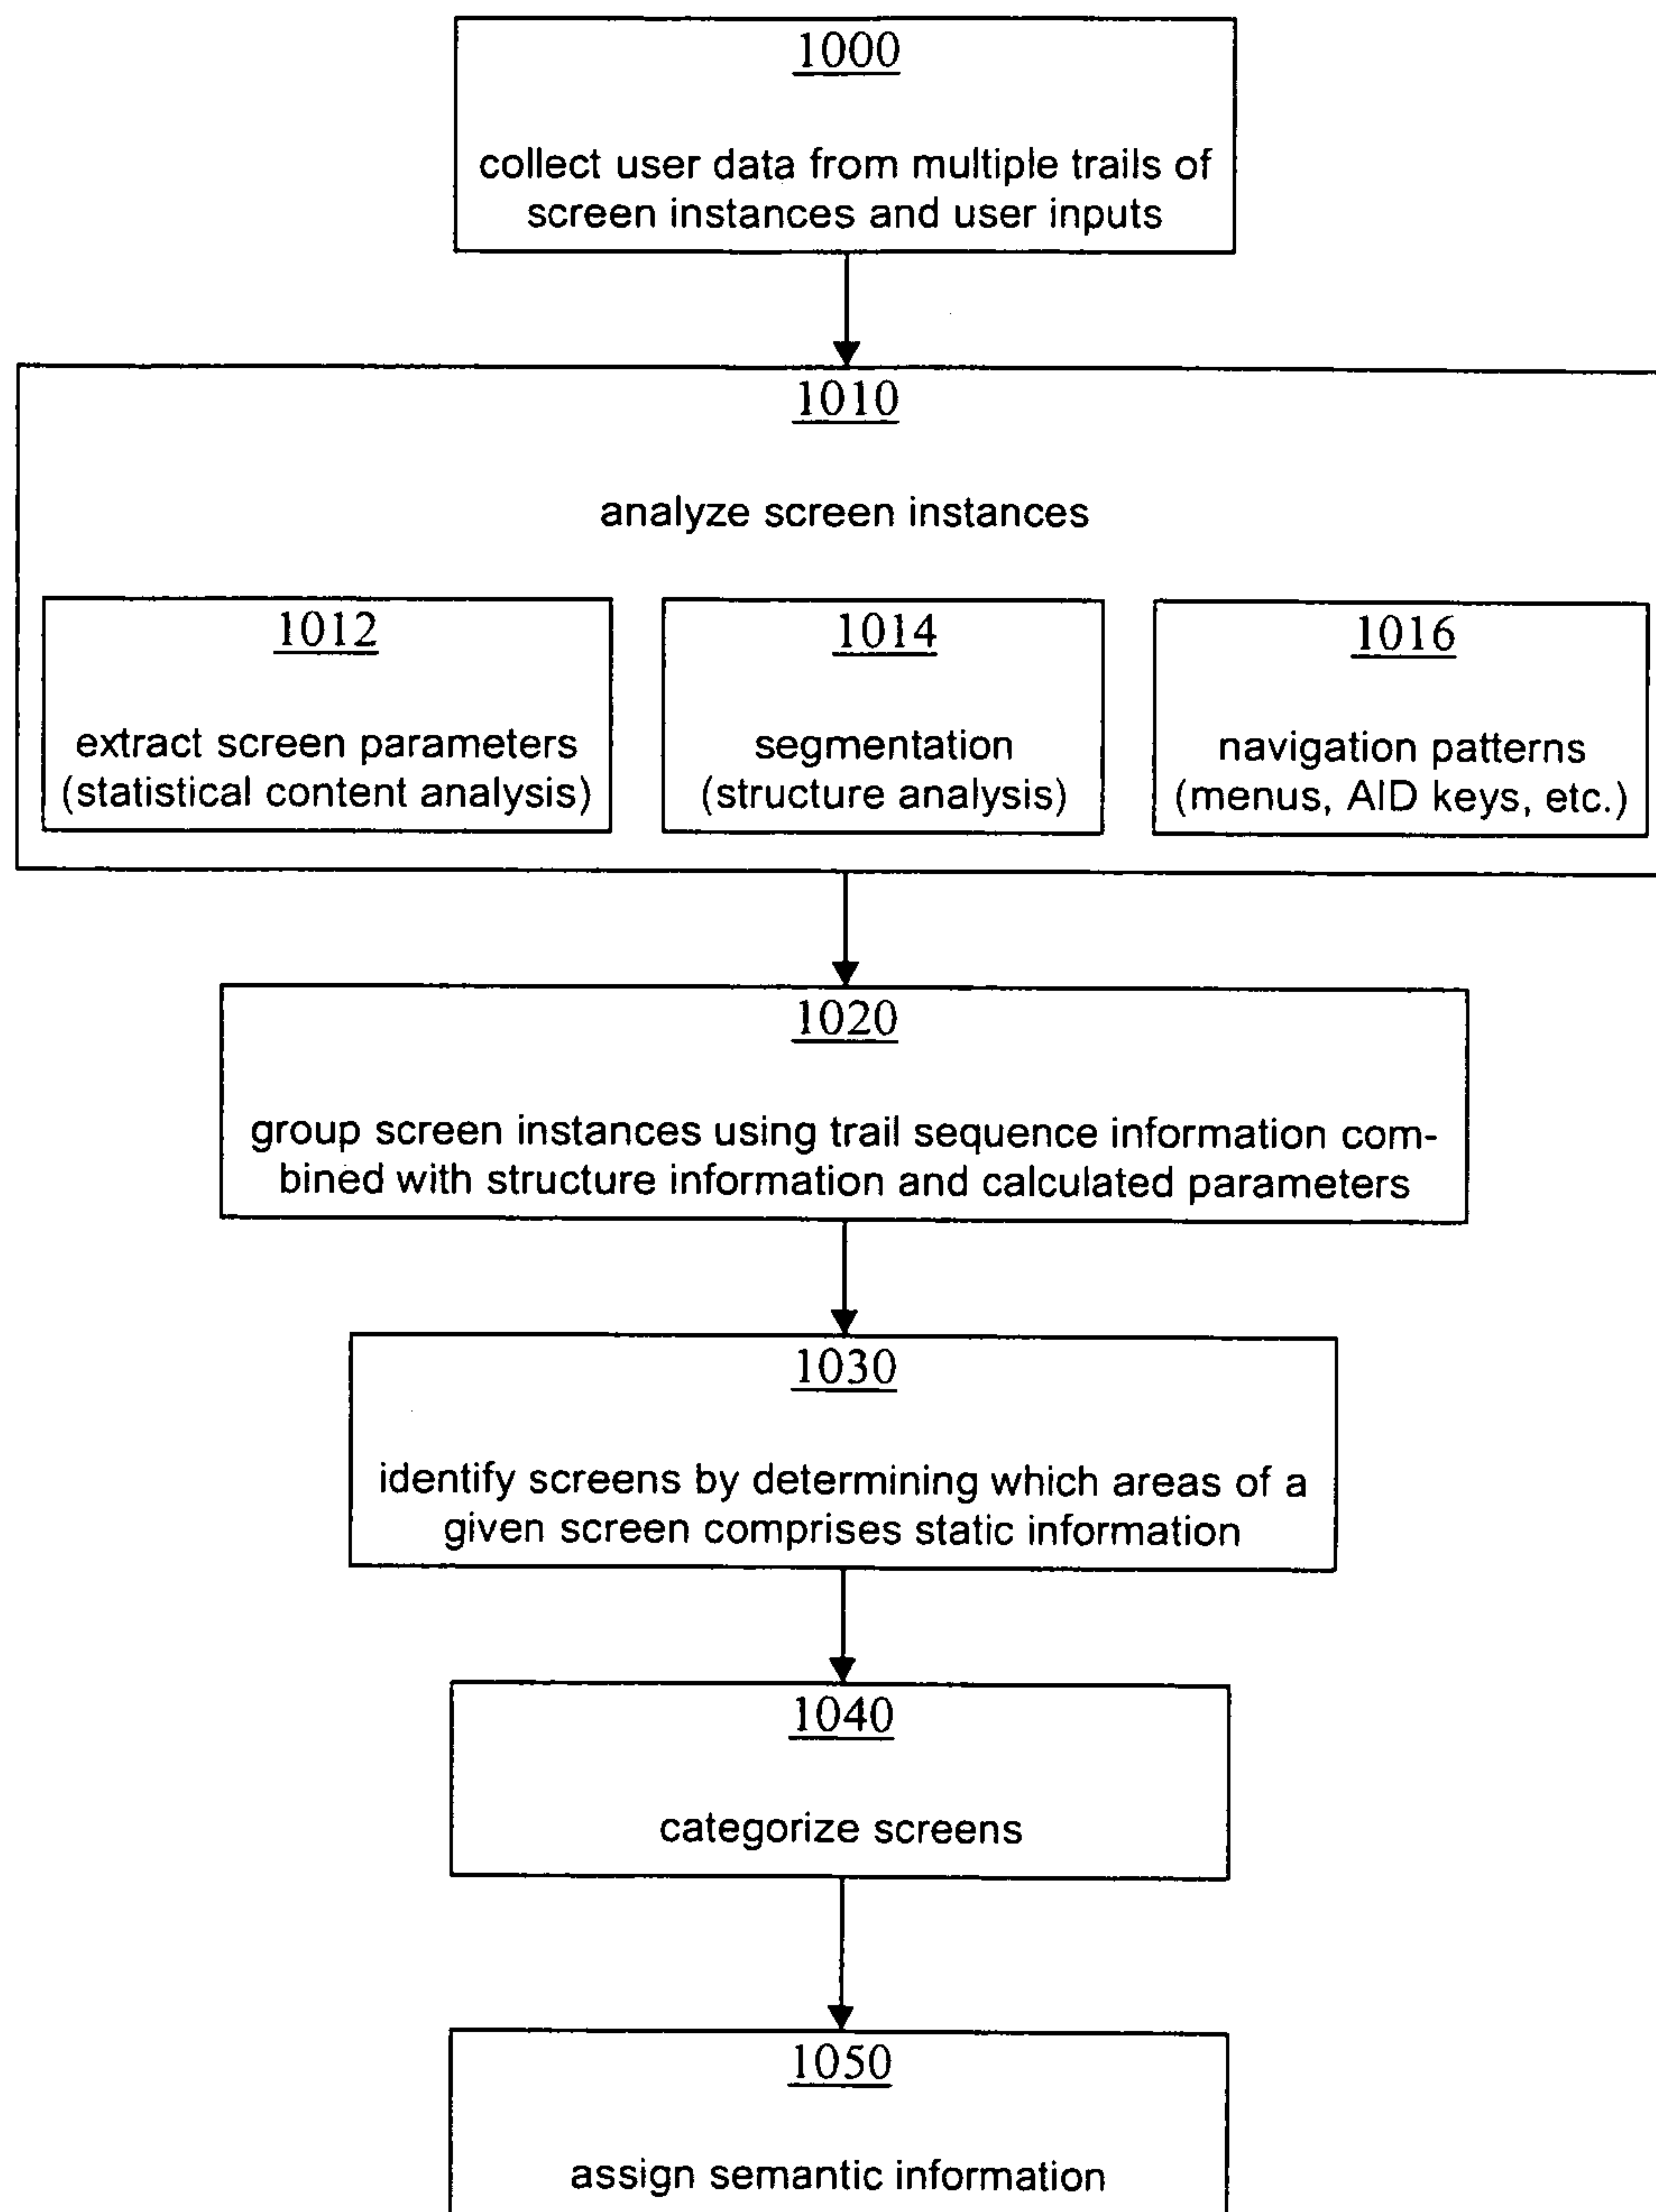 1000
collect user data from multiple trails of
screen instances and user inputs
1010
analyze screen instances
1012
extract screen parameters
(statistical content analysis)
1014
segmentation
(structure analysis)
1016
navigation patterns
(menus, AID keys, etc.)
1020
group screen instances using trail sequence information com-
bined with structure information and calculated parameters
1030
identify screens by determining which areas of a
given screen comprises static information
1040
categorize screens
1050
assign semantic information